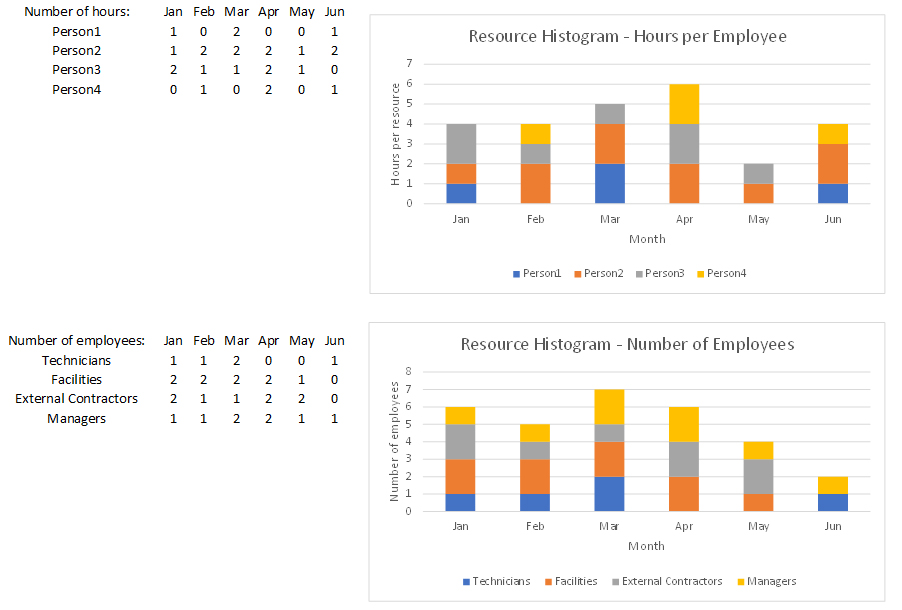 Number of hours: Jan Feb Mar Apr May Jun
Person1 1 0 2 0 0 1
Person2 1 2 2 2 1 2
Person3 2 1 1 2 1 0
Person4 0 1 0 2 0 1
Resource Histogram - Hours per Employee
Hours per resource
7
6
5
4
3
2
1
0
Jan Feb Mar Apr May Jun
Month
Person1 Person2 Person3 Person4
Number of employees: Jan Feb Mar Apr May Jun
Technicians 1 1 2 0 0 1
Facilities 2 2 2 2 1 0
External Contractors 2 1 1 2 2 0
Managers 1 1 2 2 1 1
Resource Histogram - Number of Employees
Number of employees
8
7
6
5
4
3
2
1
0
Jan Feb Mar Apr May Jun
Month
Technicians Facilities External Contractors Managers